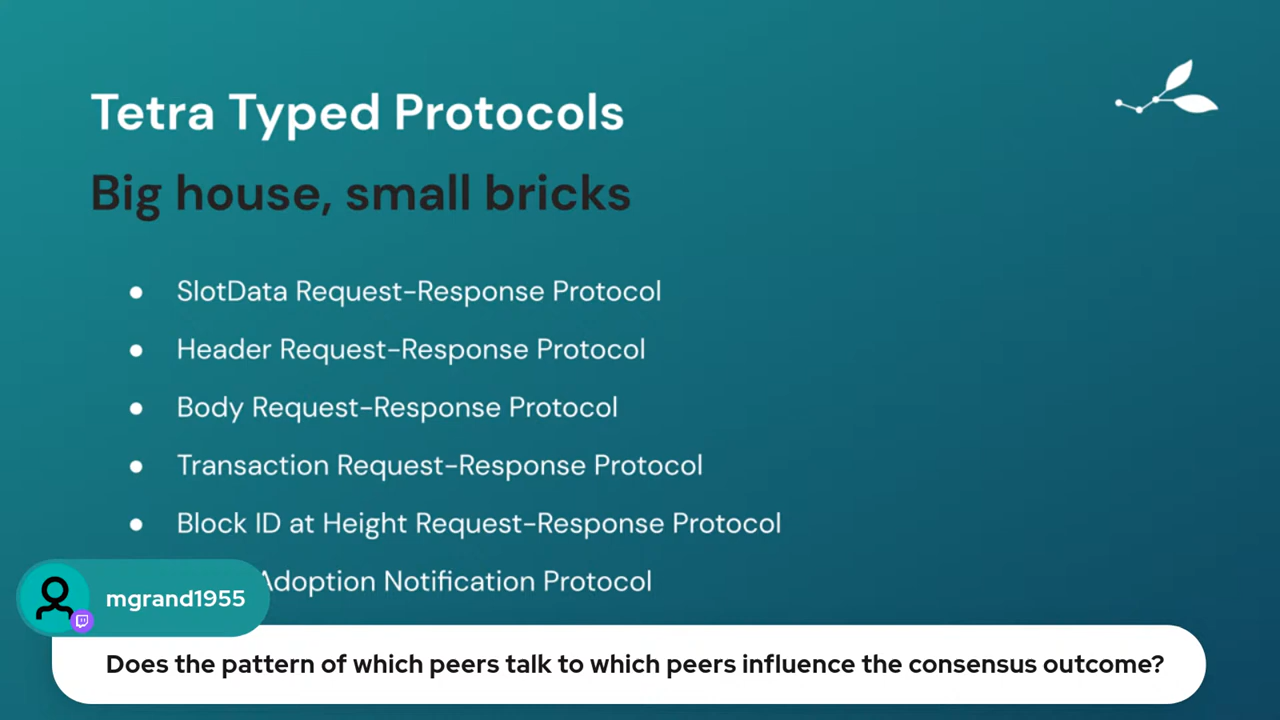 Tetra Typed Protocols
Big house, small bricks
● SlotData Request-Response Protocol
● Header Request-Response Protocol
● Body Request-Response Protocol
● Transaction Request-Response Protocol
● Block ID at Height Request-Response Protocol
Adoption Notification Protocol
mgrand1955
Does the pattern of which peers talk to which peers influence the consensus outcome?